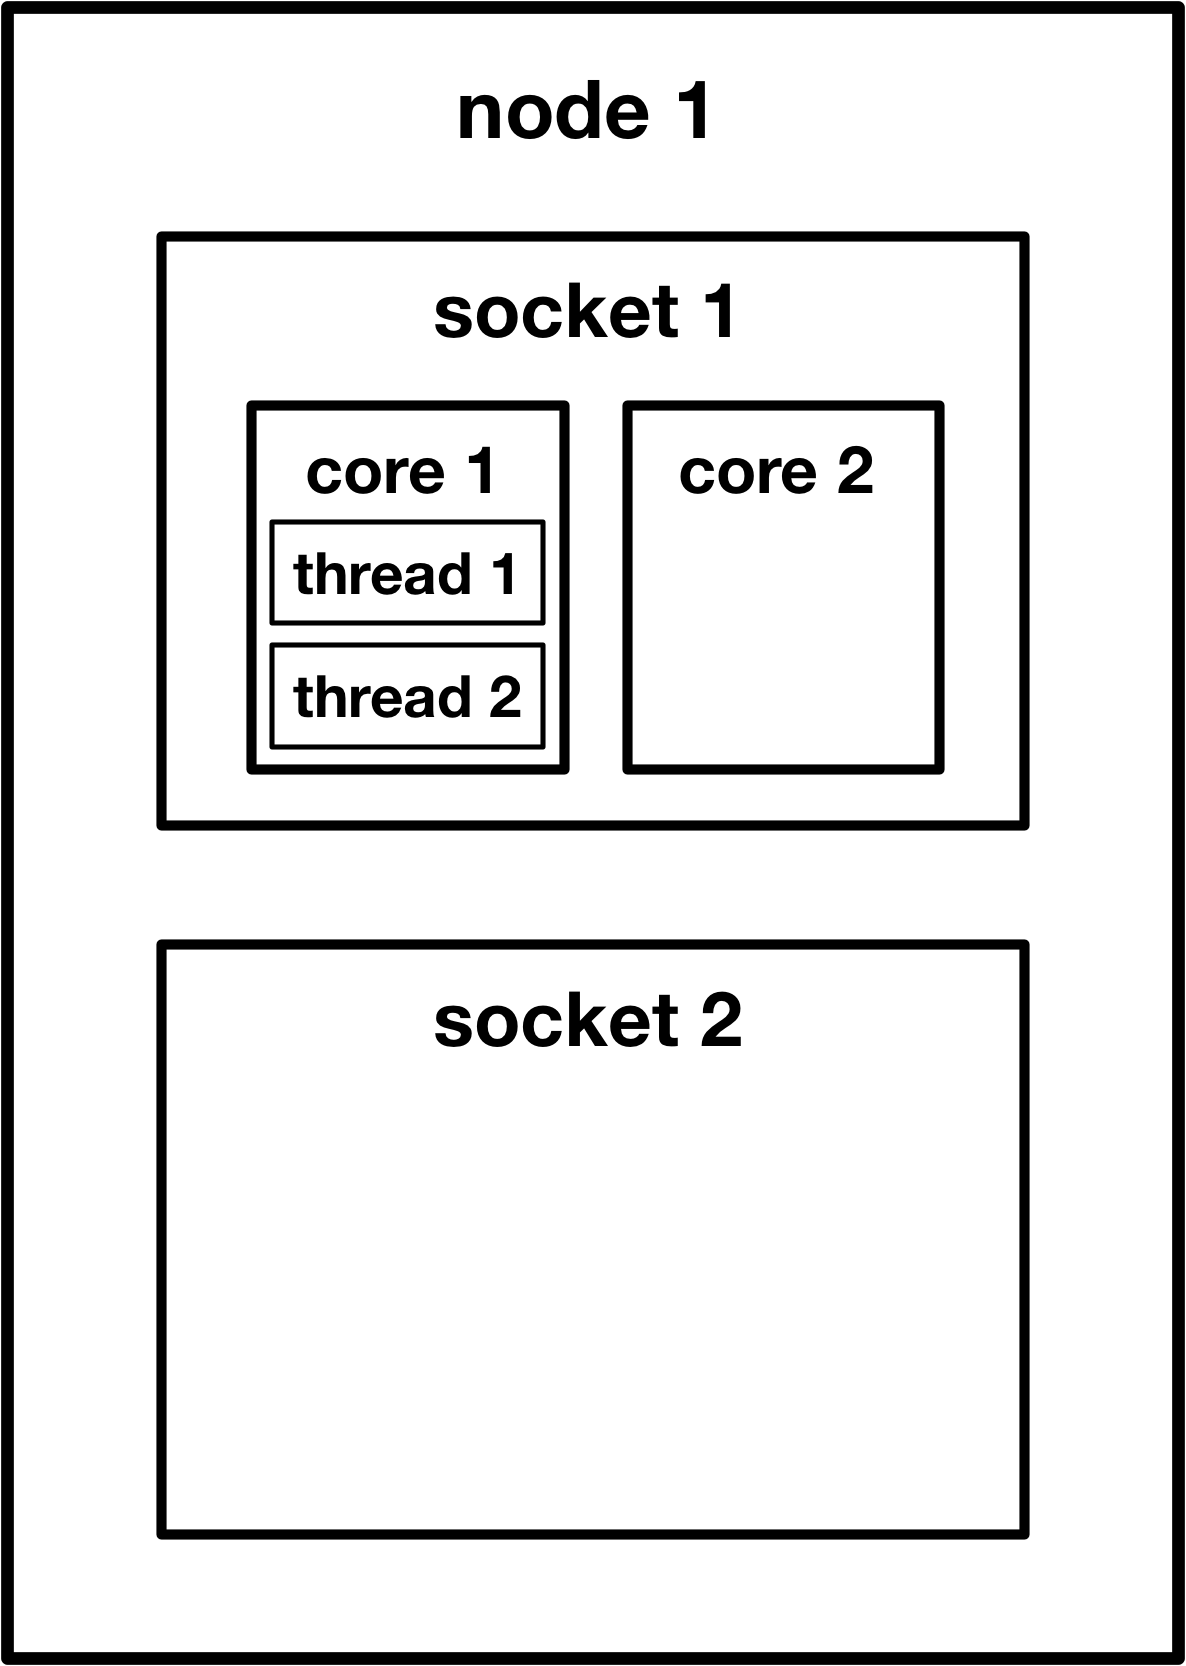 node 1
socket 1
core 1
core 2
thread 1
thread 2
socket 2